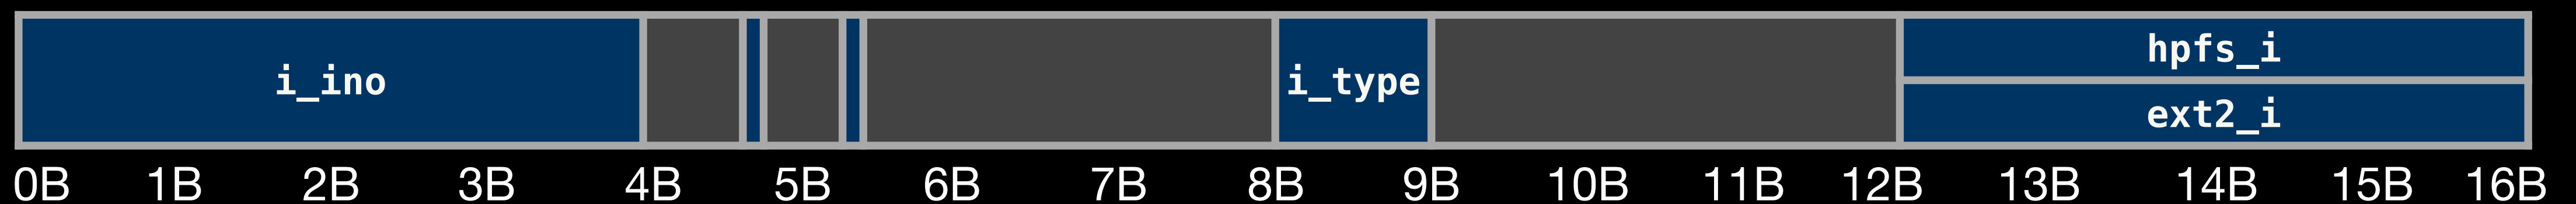 i_ino
i_type
hpfs_i
ext2_i
0B 1B 2B 3B 4B 5B 6B 7B 8B 9B 10B 11B 12B 13B 14B 15B 16B